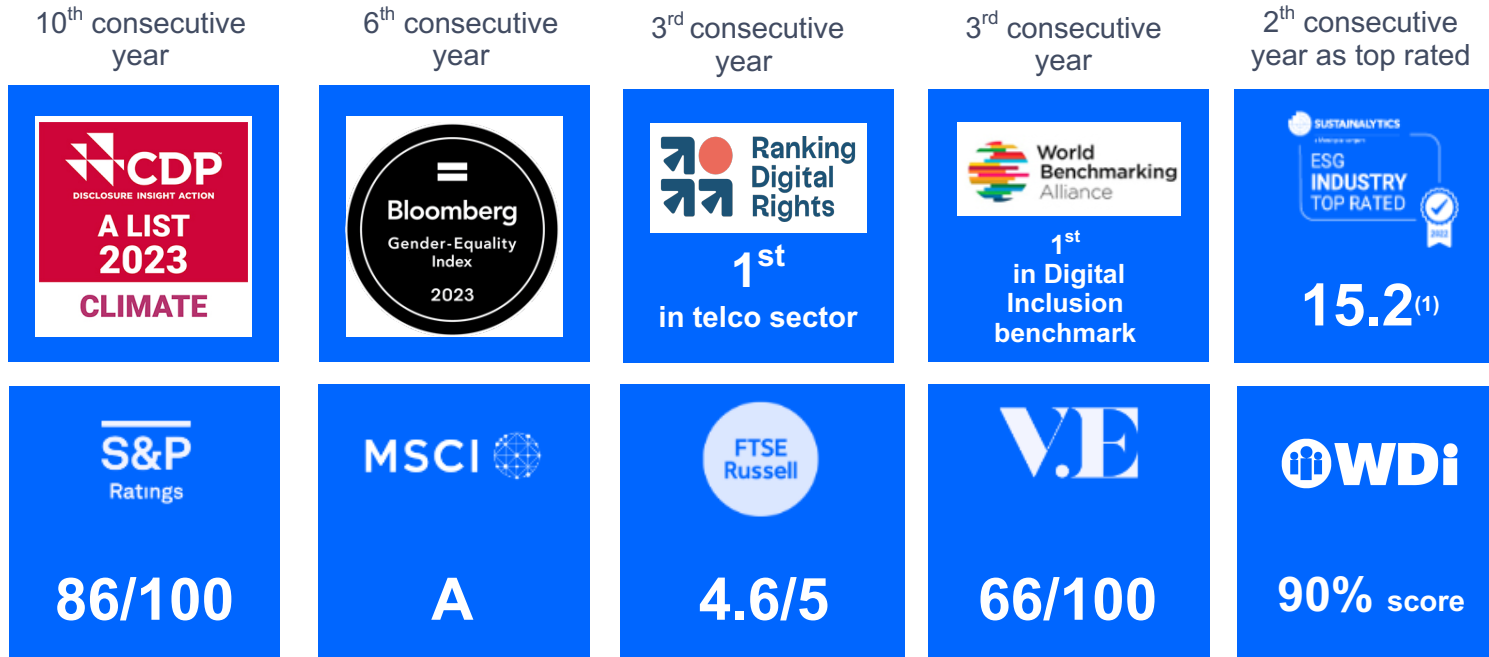 10th consecutive
year
6th consecutive
year
3rd consecutive
year
3rd consecutive
year
2th consecutive
year as top rated
CDP
DISCLOSURE INSIGHT ACTION
A LIST
2023
CLIMATE
=
Bloomberg
Gender-Equality
Index
2023
Ranking
Digital
Rights
1st
in telco sector
World
Benchmarking
Alliance
1st
in Digital
Inclusion
benchmark
SUSTAINALYTICS
ESG
INDUSTRY
TOP RATED
2022
15.2(1)
S&P
Ratings
86/100
MSCI
A
FTSE
Russell
4.6/5
V.E
66/100
WDi
90% score